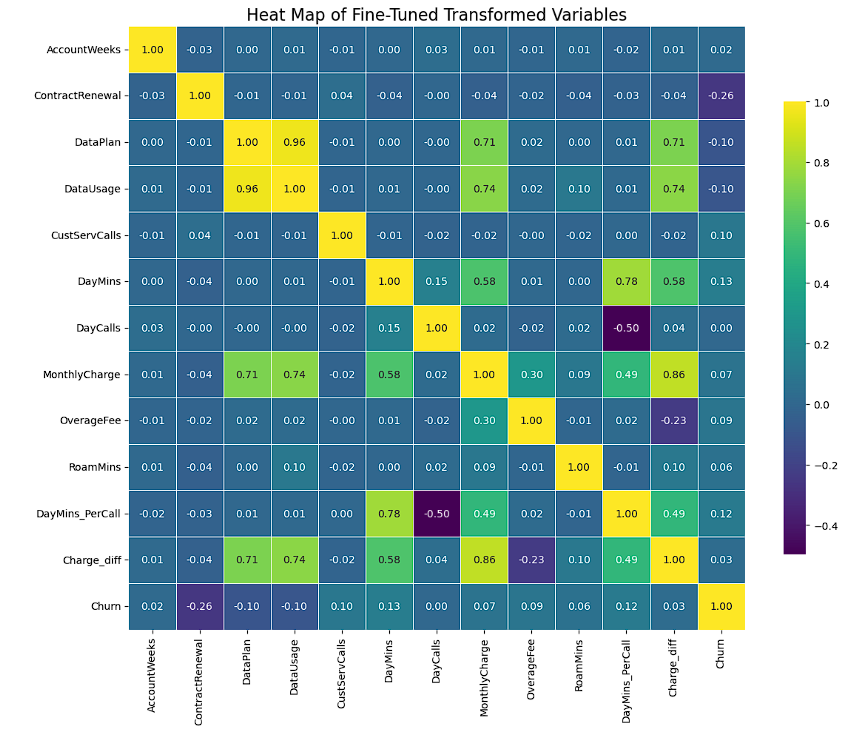 Heat Map of Fine-Tuned Transformed Variables
AccountWeeks 1.00 -0.03 0.00 0.01 -0.01 0.00 0.03 0.01 -0.01 0.01 -0.02 0.01 0.02
ContractRenewal -0.03 1.00 -0.01 -0.01 0.04 -0.04 -0.00 -0.04 -0.02 -0.04 -0.03 -0.04 -0.26
DataPlan 0.00 -0.01 1.00 0.96 -0.01 0.00 -0.00 0.71 0.02 0.00 0.01 0.71 -0.10
DataUsage 0.01 -0.01 0.96 1.00 -0.01 0.01 -0.00 0.74 0.02 0.10 0.01 0.74 -0.10
CustServCalls -0.01 0.04 -0.01 -0.01 1.00 -0.01 -0.02 -0.02 -0.00 -0.02 0.00 -0.02 0.10
DayMins 0.00 -0.04 0.00 0.01 -0.01 1.00 0.15 0.58 0.01 0.00 0.78 0.58 0.13
DayCalls 0.03 -0.00 -0.00 -0.00 -0.02 0.15 1.00 0.02 -0.02 0.02 -0.50 0.04 0.00
MonthlyCharge 0.01 -0.04 0.71 0.74 -0.02 0.58 0.02 1.00 0.30 0.09 0.49 0.86 0.07
OverageFee -0.01 -0.02 0.02 0.02 -0.00 0.01 -0.02 0.30 1.00 -0.01 0.02 -0.23 0.09
RoamMins 0.01 -0.04 0.00 0.10 -0.02 0.00 0.02 0.09 -0.01 1.00 -0.01 0.10 0.06
DayMins_PerCall -0.02 -0.03 0.01 0.01 0.00 0.78 -0.50 0.49 0.02 -0.01 1.00 0.49 0.12
Charge_diff 0.01 -0.04 0.71 0.74 -0.02 0.58 0.04 0.86 -0.23 0.10 0.49 1.00 0.03
Churn 0.02 -0.26 -0.10 -0.10 0.10 0.13 0.00 0.07 0.09 0.06 0.12 0.03 1.00
AccountWeeks
ContractRenewal
DataPlan
DataUsage
CustServCalls
DayMins
DayCalls
MonthlyCharge
OverageFee
RoamMins
DayMins_PerCall
Charge_diff
Churn
1.0
0.8
0.6
0.4
0.2
0.0
−0.2
−0.4